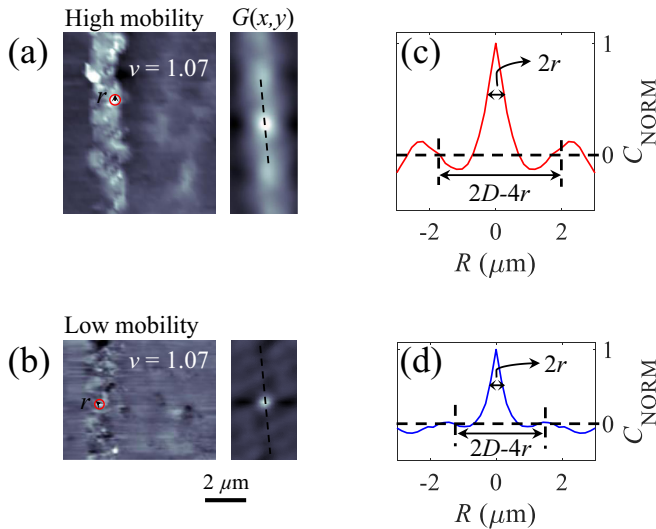 High mobility
G(x,y)
(a)
v = 1.07
r
(c)
2r
1
0
C_NORM
2D-4r
-2
0
2
R (μm)
Low mobility
(b)
v = 1.07
r
2 μm
(d)
2r
1
0
C_NORM
2D-4r
-2
0
2
R (μm)